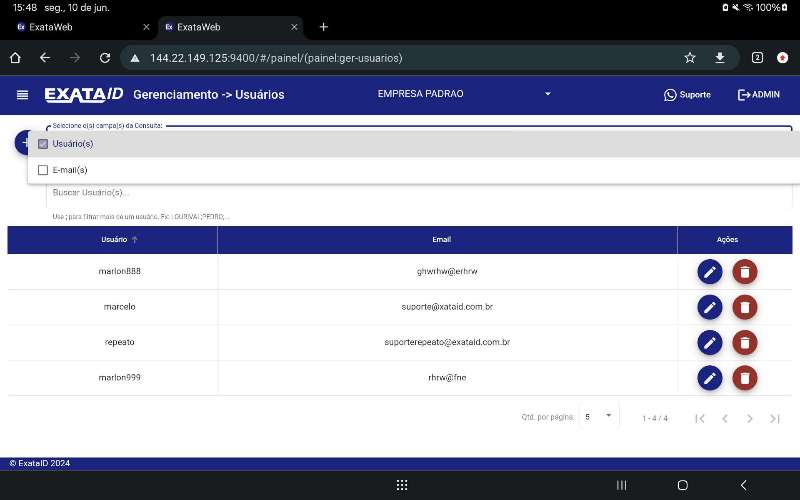 15:48 seg., 10 de jun. 100%
Ex ExataWeb
Ex ExataWeb
144.22.149.125:9400/#/painel/(painel:ger-usuarios) 2
EXATAID Gerenciamento -> Usuários EMPRESA PADRAO Suporte ADMIN
Selecione o(s) campo(s) da Consulta:
Usuário(s)
E-mail(s)
Buscar Usuário(s)...
Use ; para filtrar mais de um usuário. Ex: LOURIVAL;PEDRO;...
Usuário Email Ações
marlon888 ghwrhw@erhrw
marcelo suporte@xataid.com.br
repeato suporterepeato@exataid.com.br
marlon999 rhrw@fne
Qtd. por página: 5 1 - 4 / 4
© ExataID 2024